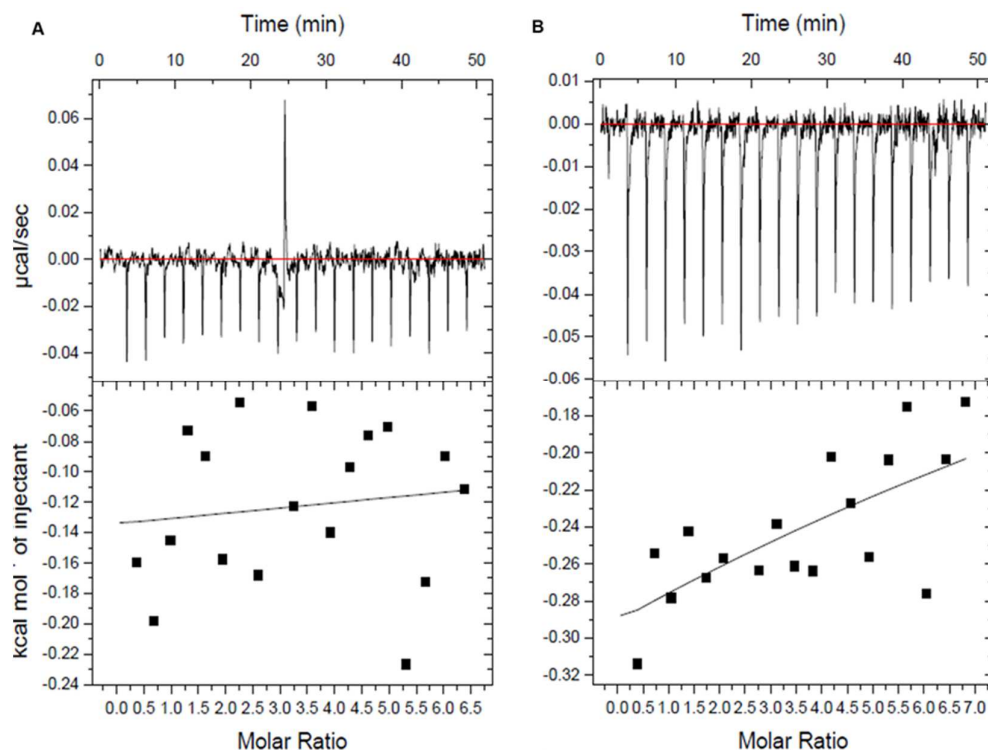 A
Time (min)
0 10 20 30 40 50
0.06
0.04
0.02
0.00
-0.02
-0.04
µcal/sec
-0.06
-0.08
-0.10
-0.12
-0.14
-0.16
-0.18
-0.20
-0.22
-0.24
kcal mol⁻ of injectant
0.0 0.5 1.0 1.5 2.0 2.5 3.0 3.5 4.0 4.5 5.0 5.5 6.0 6.5
Molar Ratio
B
Time (min)
0 10 20 30 40 50
0.01
0.00
-0.01
-0.02
-0.03
-0.04
-0.05
-0.06
-0.18
-0.20
-0.22
-0.24
-0.26
-0.28
-0.30
-0.32
0.0 0.5 1.0 1.5 2.0 2.5 3.0 3.5 4.0 4.5 5.0 5.5 6.0 6.5 7.0
Molar Ratio